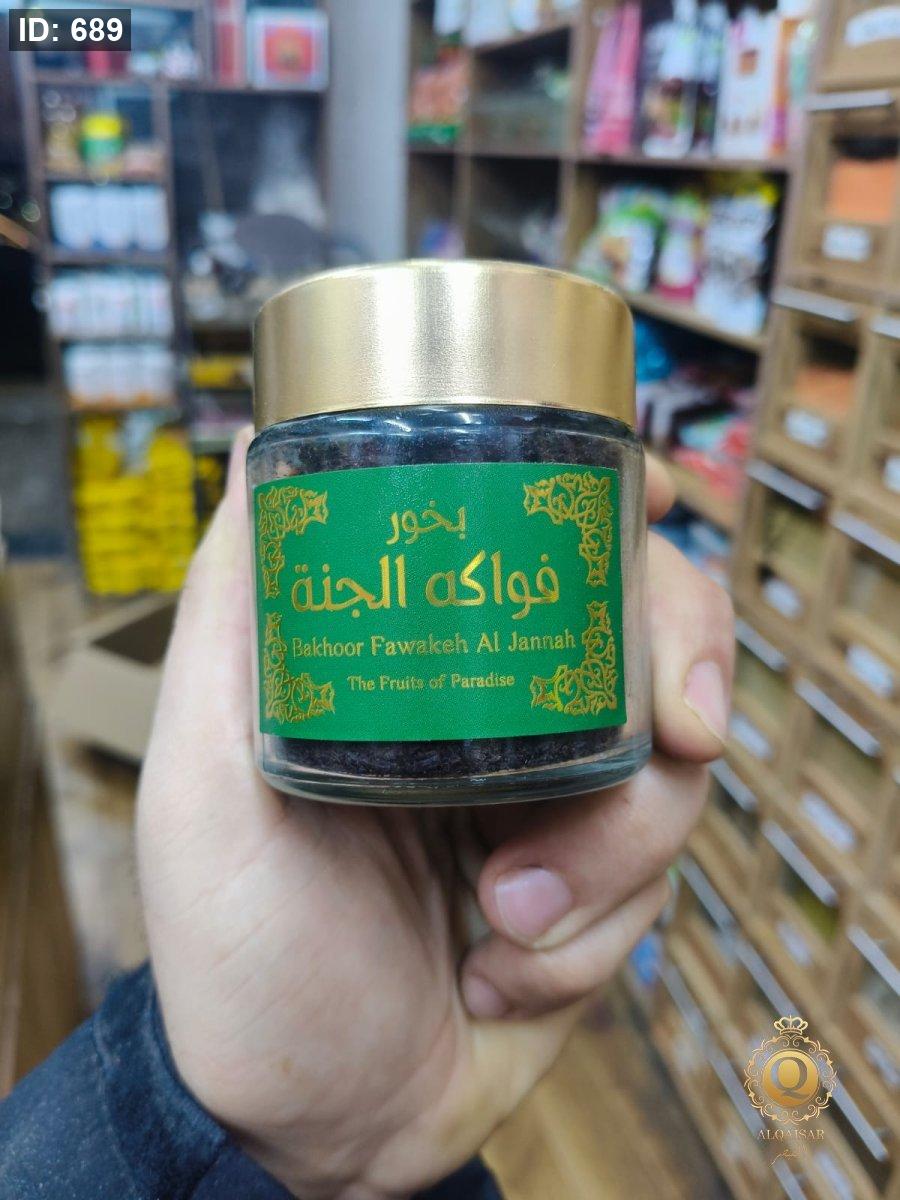 ID: 689
بخور
فواكه الجنة
Bakhoor Fawakeh Al Jannah
The Fruits of Paradise
Q
ALQAISAR